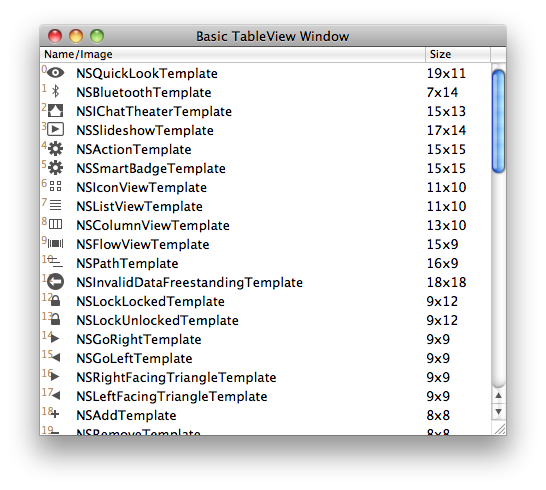 Basic TableView Window
Name/Image Size
0 NSQuickLookTemplate 19x11
1 NSBluetoothTemplate 7x14
2 NSIChatTheaterTemplate 15x13
3 NSSlideshowTemplate 17x14
4 NSActionTemplate 15x15
5 NSSmartBadgeTemplate 15x15
6 NSIconViewTemplate 11x10
7 NSListViewTemplate 11x10
8 NSColumnViewTemplate 13x10
9 NSFlowViewTemplate 15x9
10 NSPathTemplate 16x9
NSInvalidDataFreestandingTemplate 18x18
12 NSLockLockedTemplate 9x12
13 NSLockUnlockedTemplate 9x12
14 NSGoRightTemplate 9x9
15 NSGoLeftTemplate 9x9
16 NSRightFacingTriangleTemplate 9x9
17 NSLeftFacingTriangleTemplate 9x9
18 NSAddTemplate 8x8
19 NSRemoveTemplate 8x8